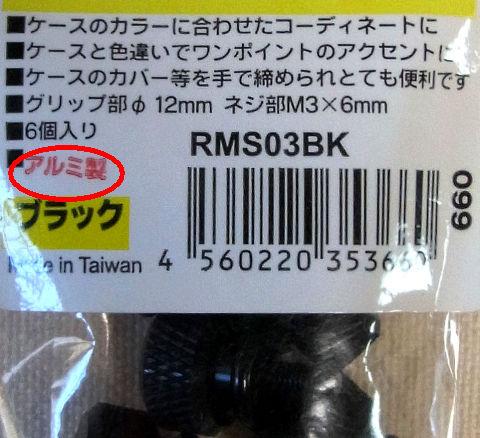 ■ケースのカラーに合わせたコーディネートに
■ケースと色違いでワンポイントのアクセントに
■ケースのカバー等を手で締められとても便利です
■グリップ部φ 12mm ネジ部M3×6mm
■6個入り
■アルミ製
RMS03BK
ブラック
Made in Taiwan
4 560220 353660
660